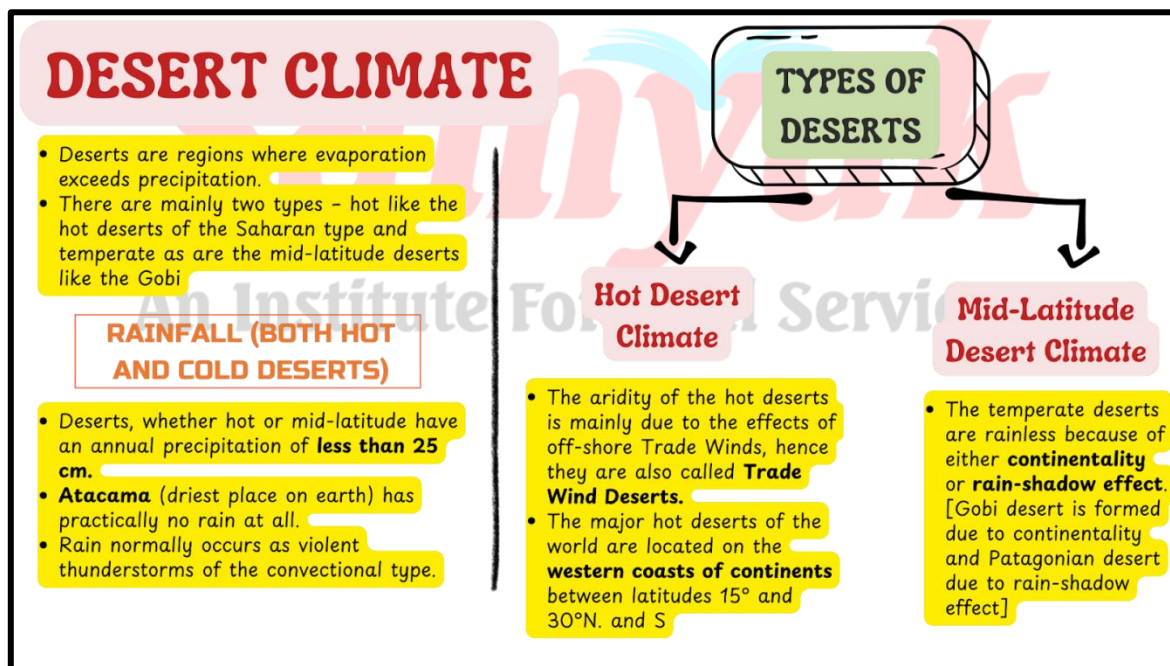 DESERT CLIMATE
• Deserts are regions where evaporation
exceeds precipitation.
• There are mainly two types – hot like the
hot deserts of the Saharan type and
temperate as are the mid-latitude deserts
like the Gobi
RAINFALL (BOTH HOT
AND COLD DESERTS)
• Deserts, whether hot or mid-latitude have
an annual precipitation of less than 25
cm.
• Atacama (driest place on earth) has
practically no rain at all.
• Rain normally occurs as violent
thunderstorms of the convectional type.
TYPES OF
DESERTS
Hot Desert
Climate
• The aridity of the hot deserts
is mainly due to the effects of
off-shore Trade Winds, hence
they are also called Trade
Wind Deserts.
• The major hot deserts of the
world are located on the
western coasts of continents
between latitudes 15° and
30°N. and S
Mid-Latitude
Desert Climate
• The temperate deserts
are rainless because of
either continentality
or rain-shadow effect.
[Gobi desert is formed
due to continentality
and Patagonian desert
due to rain-shadow
effect]
An Institute For Servic